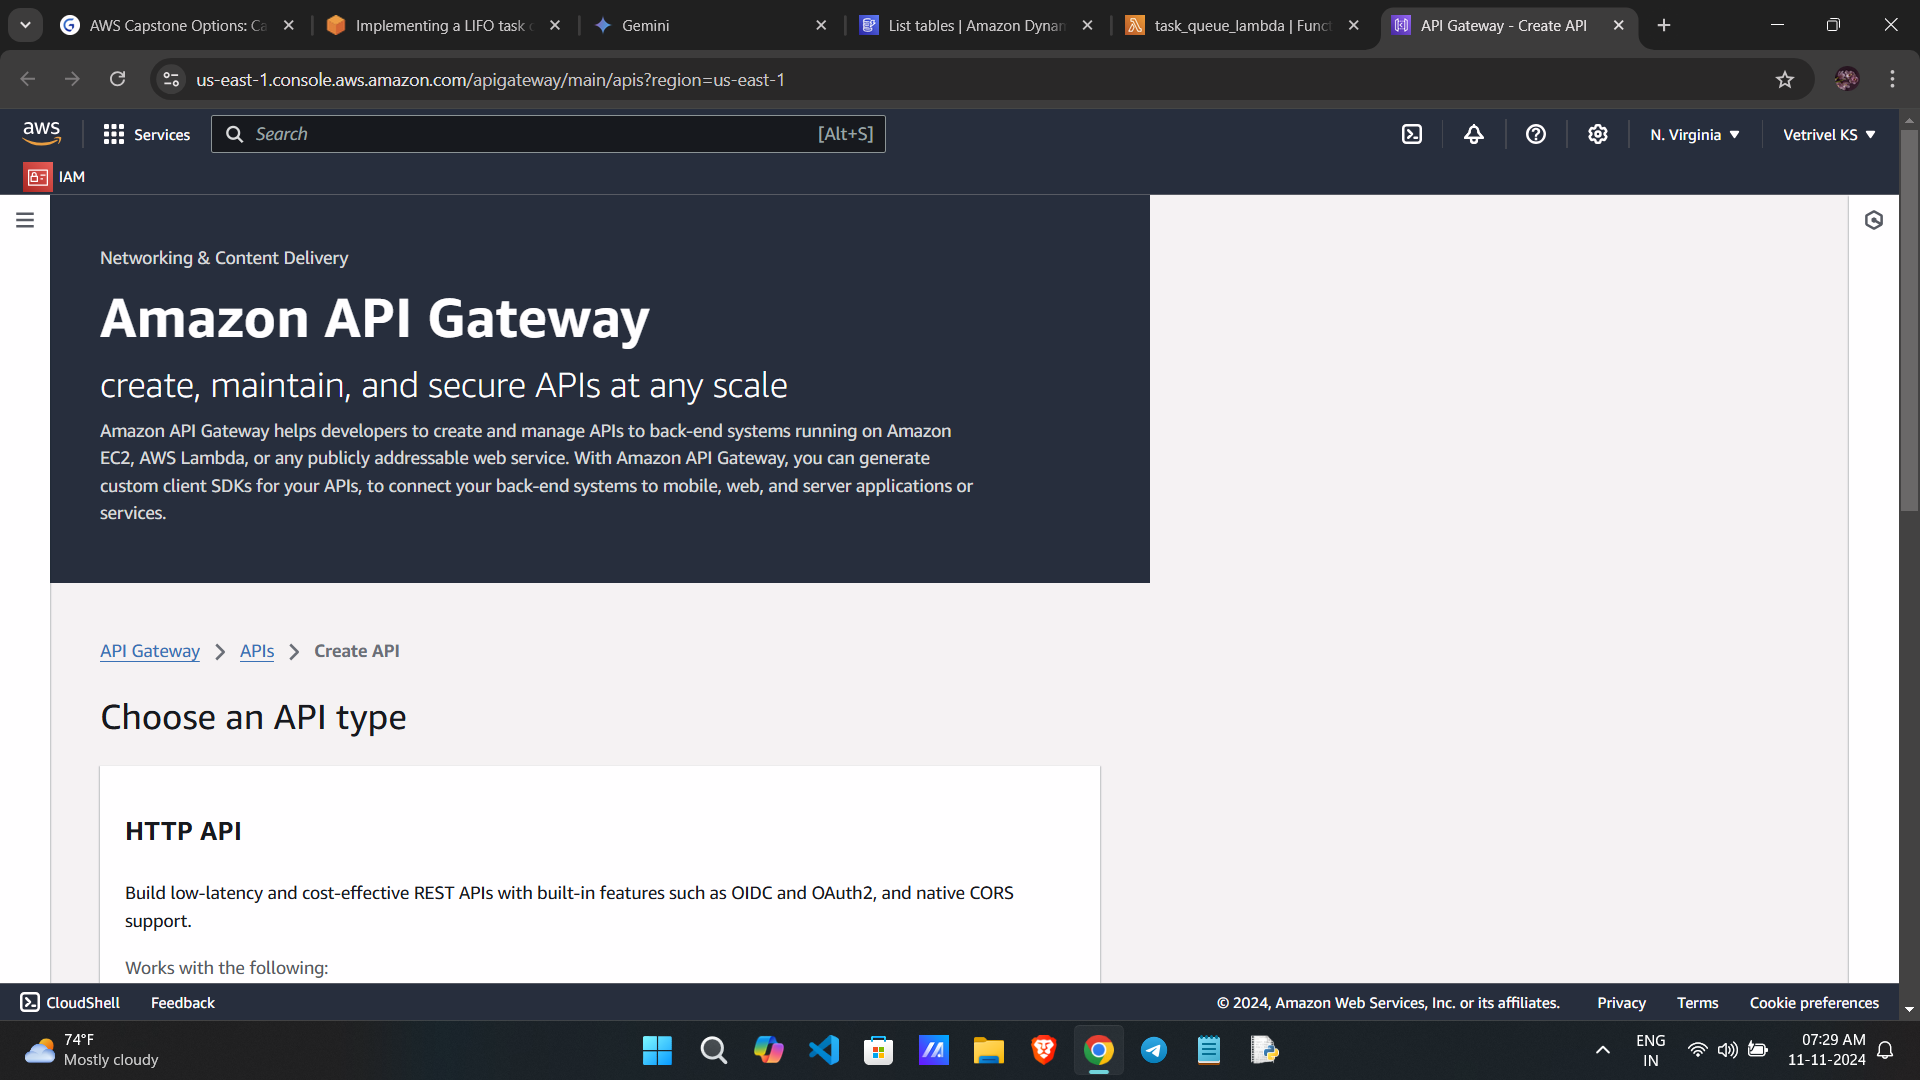 AWS Capstone Options: Ca
Implementing a LIFO task
Gemini
List tables | Amazon Dynam
task_queue_lambda | Funct
API Gateway - Create API
us-east-1.console.aws.amazon.com/apigateway/main/apis?region=us-east-1
aws
Services
Search
[Alt+S]
N. Virginia
Vetrivel KS
IAM
Networking & Content Delivery
Amazon API Gateway
create, maintain, and secure APIs at any scale
Amazon API Gateway helps developers to create and manage APIs to back-end systems running on Amazon
EC2, AWS Lambda, or any publicly addressable web service. With Amazon API Gateway, you can generate
custom client SDKs for your APIs, to connect your back-end systems to mobile, web, and server applications or
services.
API Gateway > APIs > Create API
Choose an API type
HTTP API
Build low-latency and cost-effective REST APIs with built-in features such as OIDC and OAuth2, and native CORS
support.
Works with the following:
CloudShell
Feedback
© 2024, Amazon Web Services, Inc. or its affiliates.
Privacy
Terms
Cookie preferences
74°F
Mostly cloudy
ENG
IN
07:29 AM
11-11-2024